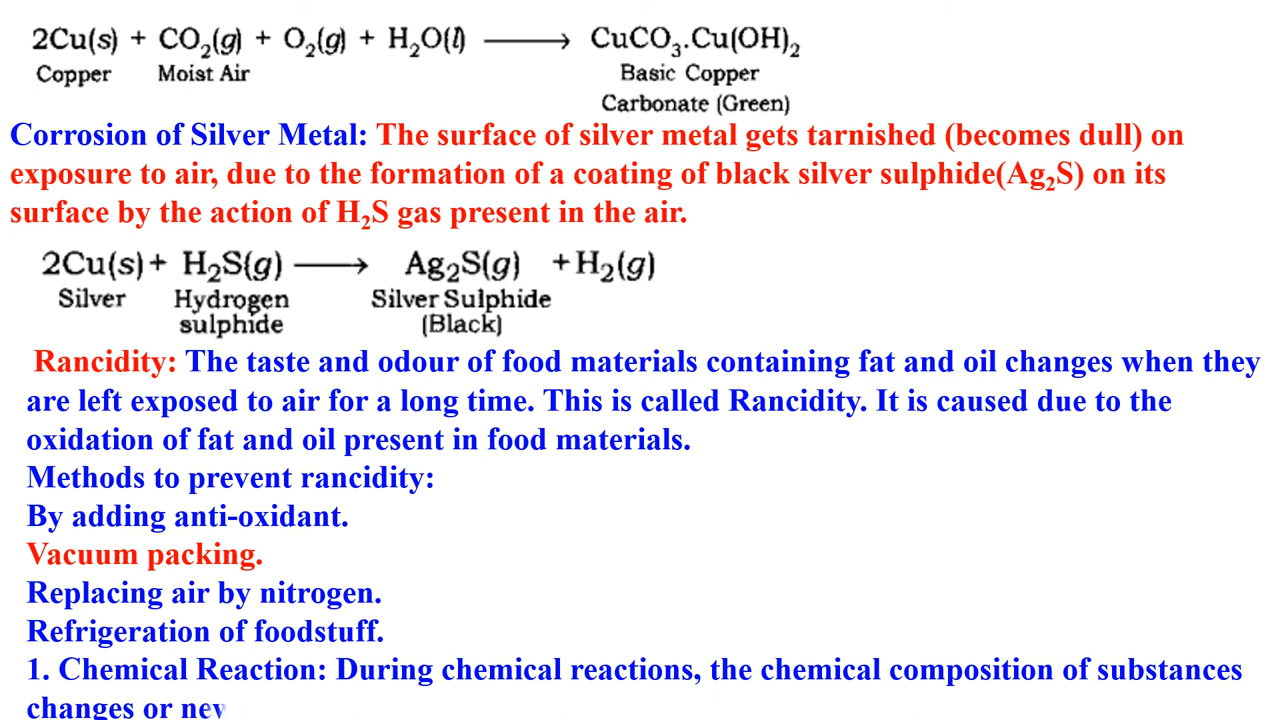 2Cu(s) + CO₂(g) + O₂(g) + H₂O(l) ⟶ CuCO₃.Cu(OH)₂
Copper Moist Air Basic Copper
Carbonate (Green)
Corrosion of Silver Metal: The surface of silver metal gets tarnished (becomes dull) on
exposure to air, due to the formation of a coating of black silver sulphide(Ag₂S) on its
surface by the action of H₂S gas present in the air.
2Cu(s) + H₂S(g) ⟶ Ag₂S(g) + H₂(g)
Silver Hydrogen Silver Sulphide
sulphide (Black)
Rancidity: The taste and odour of food materials containing fat and oil changes when they
are left exposed to air for a long time. This is called Rancidity. It is caused due to the
oxidation of fat and oil present in food materials.
Methods to prevent rancidity:
By adding anti-oxidant.
Vacuum packing.
Replacing air by nitrogen.
Refrigeration of foodstuff.
1. Chemical Reaction: During chemical reactions, the chemical composition of substances
changes or